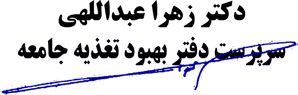 دکتر زهرا عبداللهی
سرپرست دفتر بهبود تغذیه جامعه